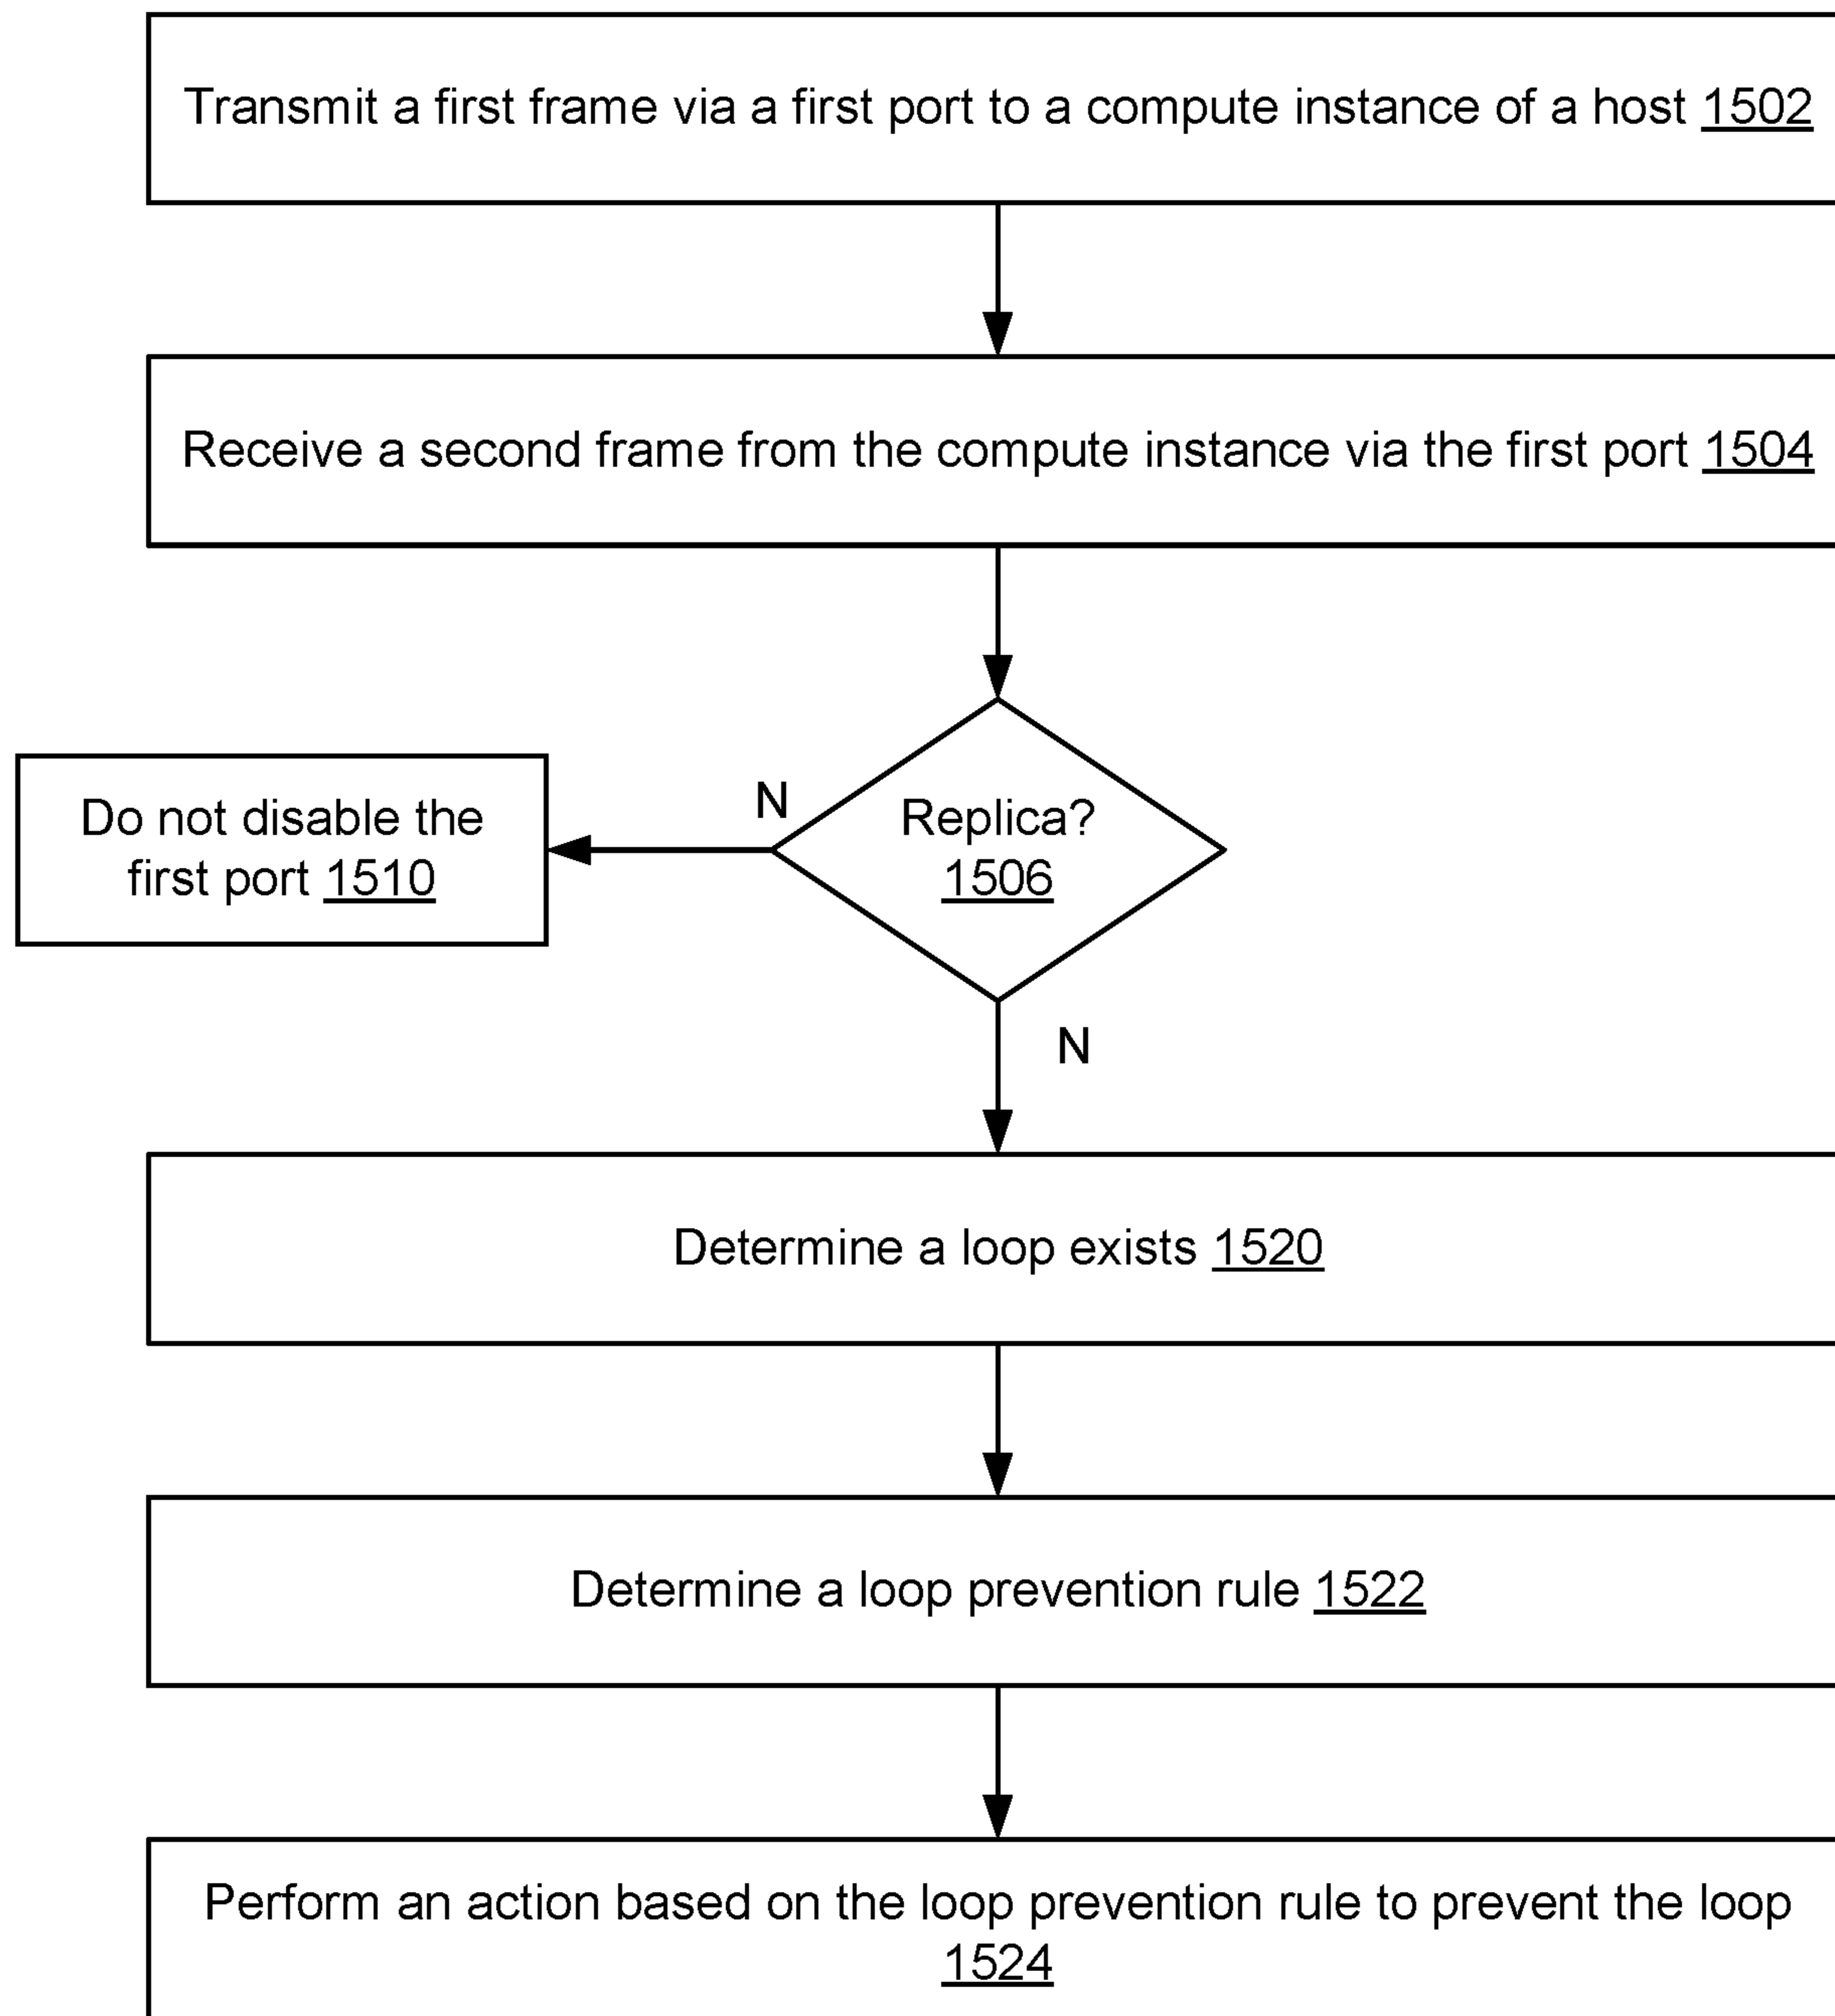 Transmit a first frame via a first port to a compute instance of a host 1502
Receive a second frame from the compute instance via the first port 1504
N
Do not disable the
first port 1510
Replica?
1506
N
Determine a loop exists 1520
Determine a loop prevention rule 1522
Perform an action based on the loop prevention rule to prevent the loop
1524